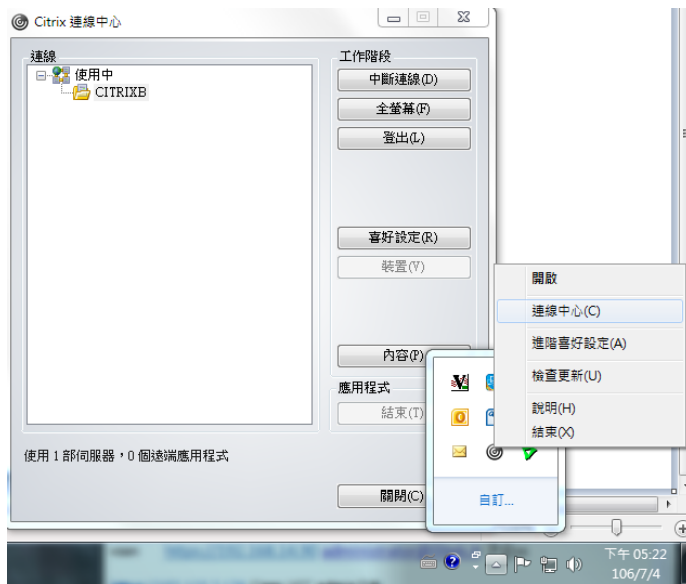 Citrix 連線中心
連線
使用中
CITRIXB
工作階段
中斷連線(D)
全螢幕(F)
登出(L)
喜好設定(R)
裝置(V)
內容(P)
應用程式
結束(T)
使用 1 部伺服器，0 個遠端應用程式
關閉(C)
開啟
連線中心(C)
進階喜好設定(A)
檢查更新(U)
說明(H)
結束(X)
自訂...
下午 05:22
106/7/4